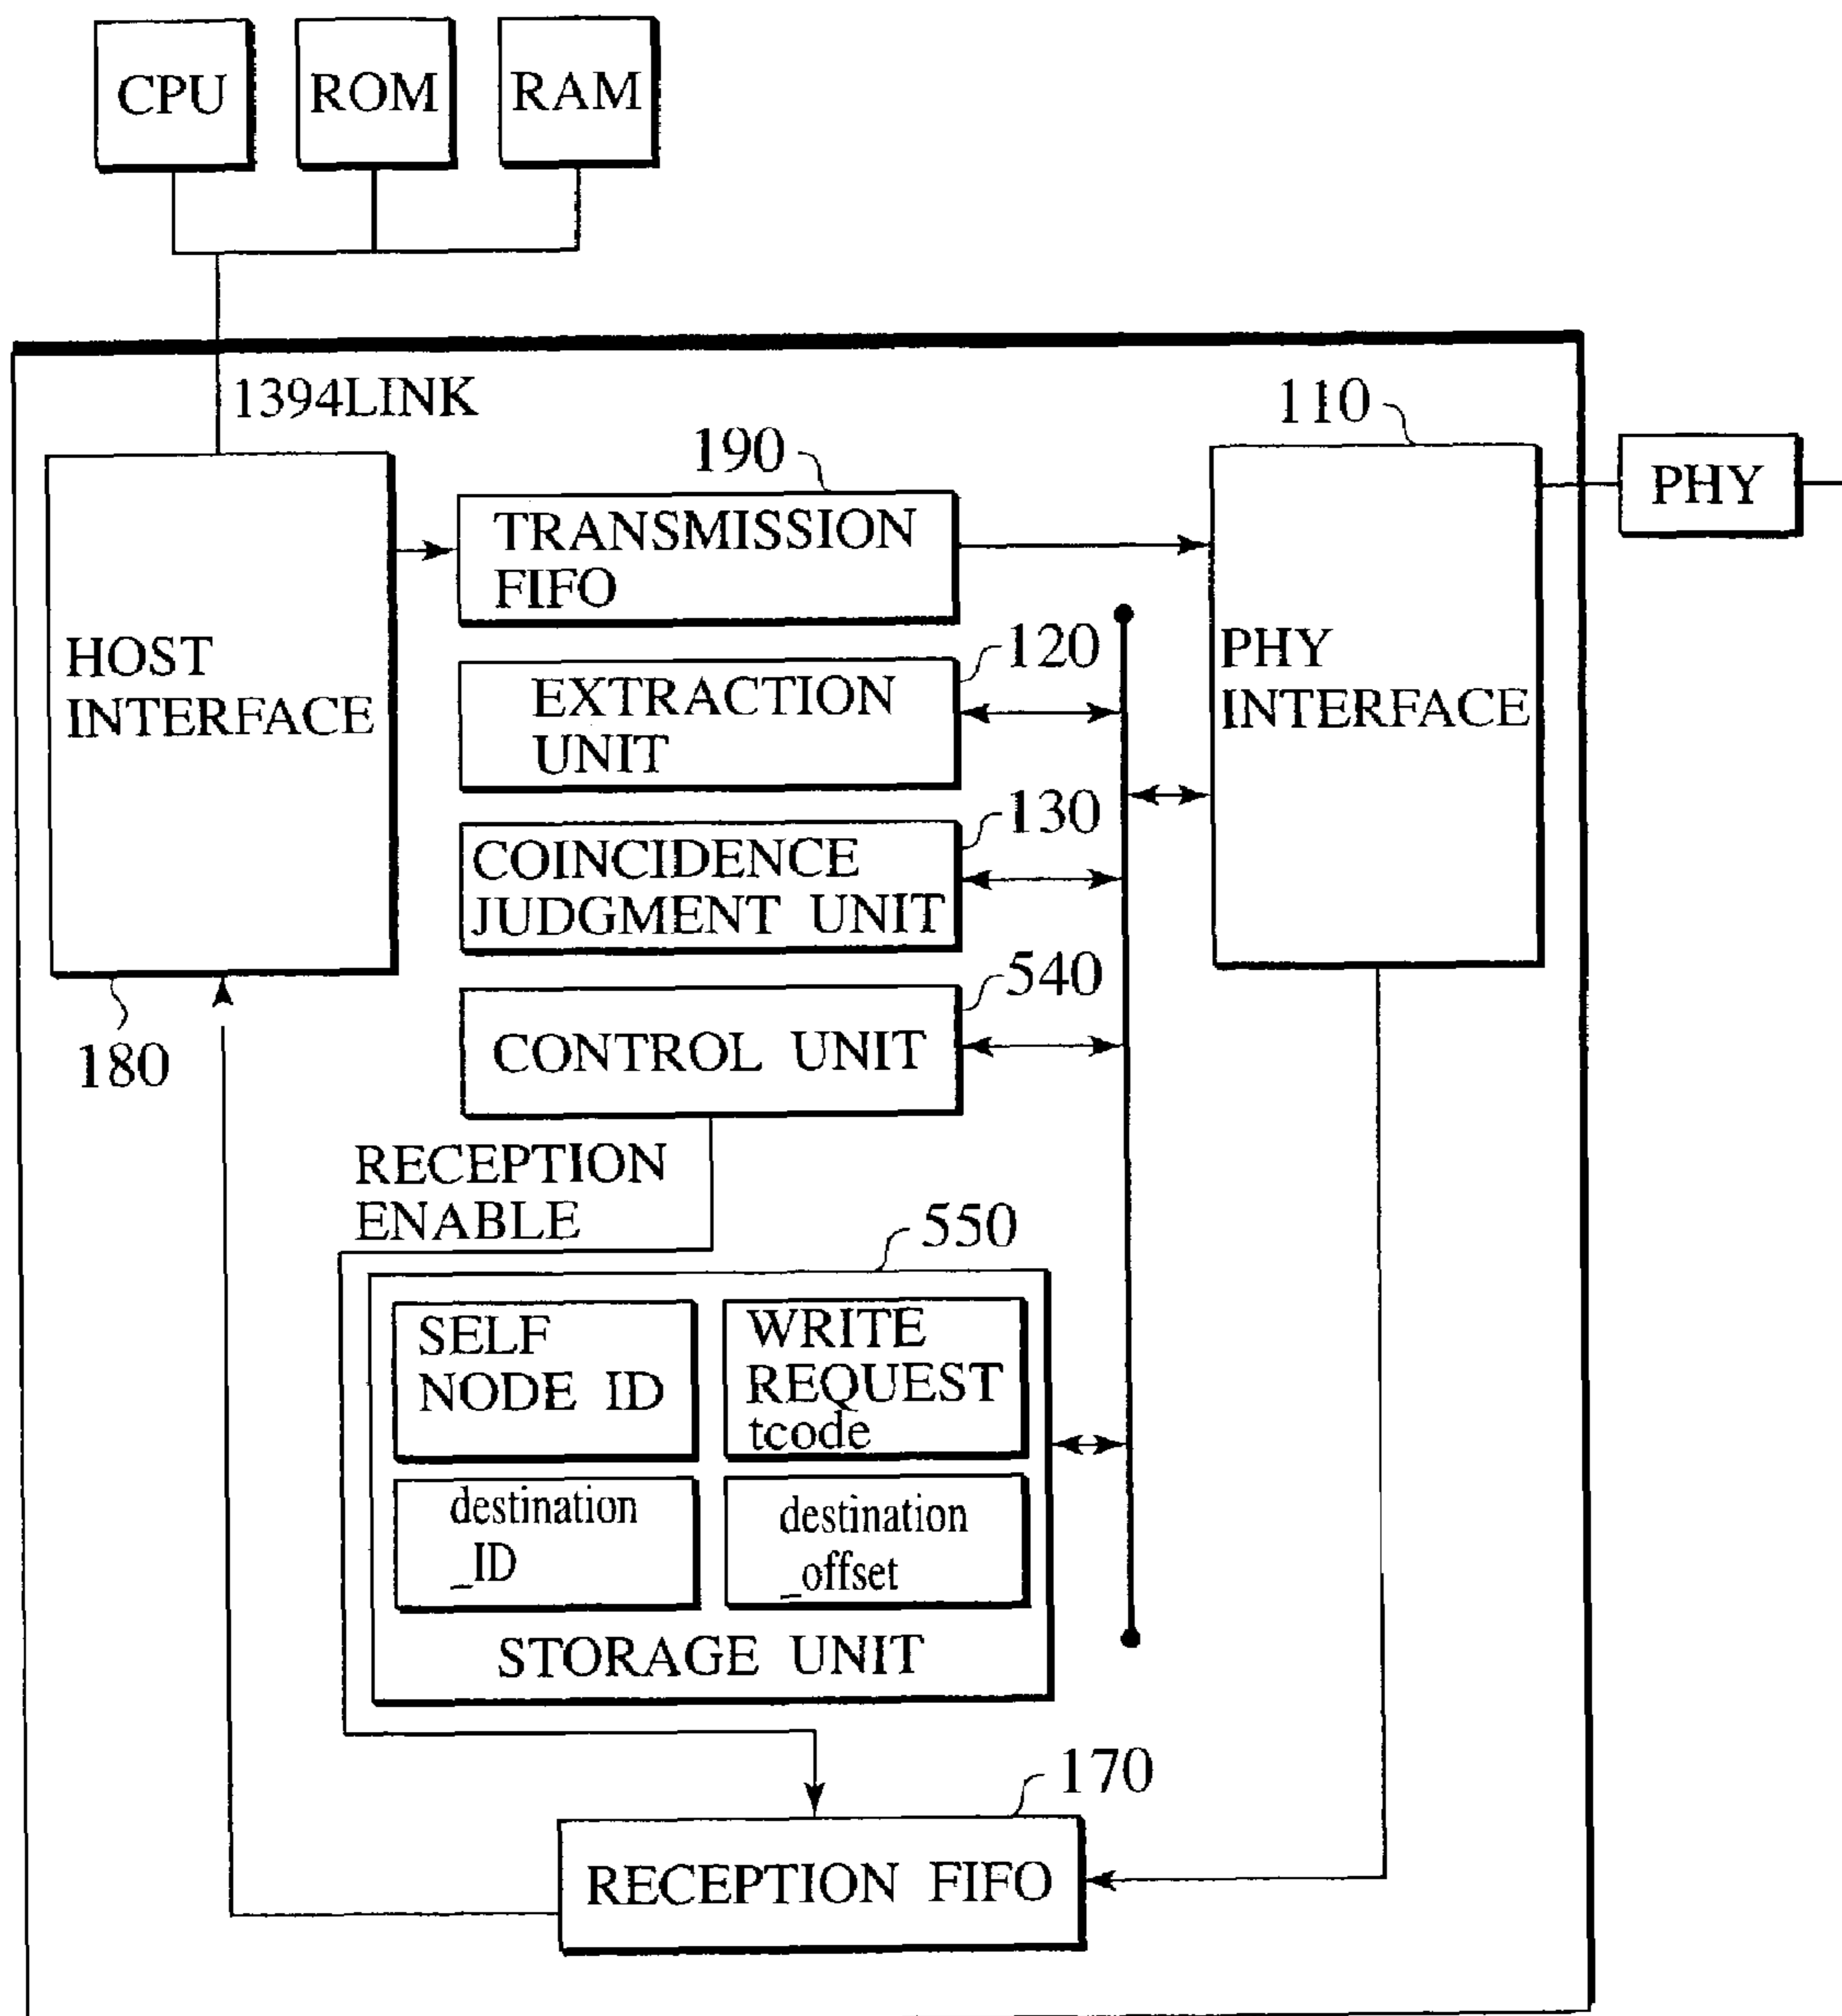 CPU
ROM
RAM
1394LINK
110
190
PHY
TRANSMISSION
FIFO
HOST
INTERFACE
120
PHY
INTERFACE
EXTRACTION
UNIT
130
COINCIDENCE
JUDGMENT UNIT
540
180
CONTROL UNIT
RECEPTION
ENABLE
550
SELF
NODE ID
WRITE
REQUEST
tcode
destination
_ID
destination
_offset
STORAGE UNIT
170
RECEPTION FIFO